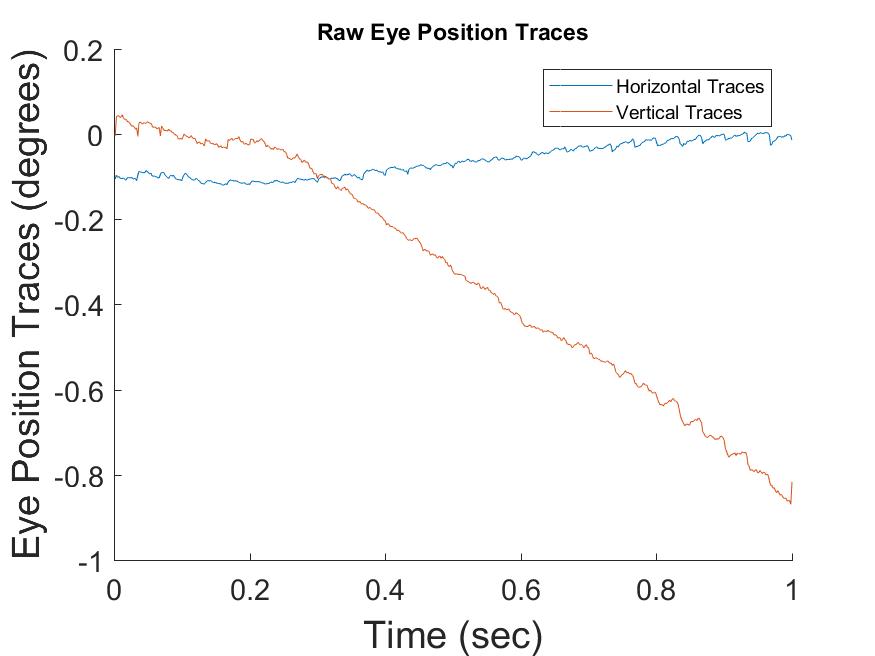 Raw Eye Position Traces
Horizontal Traces
Vertical Traces
Eye Position Traces (degrees)
0.2
0
-0.2
-0.4
-0.6
-0.8
-1
0 0.2 0.4 0.6 0.8 1
Time (sec)